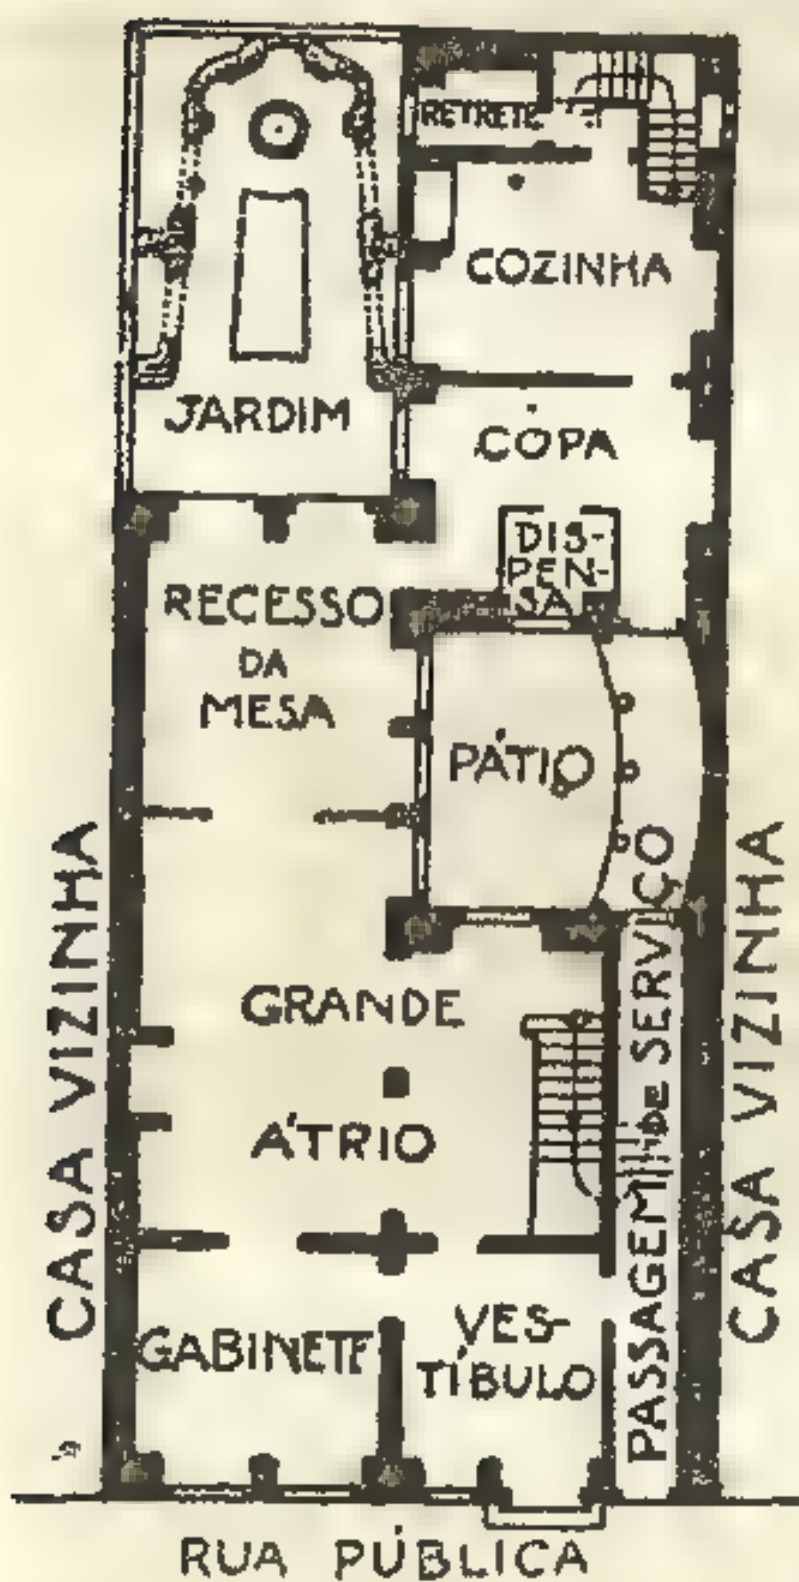 RETRETE
COZINHA
JARDIM
COPA
DIS-
PEN-
SA
RECESSO
DA
MESA
PÁTIO
CASA VIZINHA
GRANDE
ÁTRIO
PASSAGEM DE SERVIÇO
CASA VIZINHA
GABINETE
VES-
TÍBULO
RUA PÚBLICA